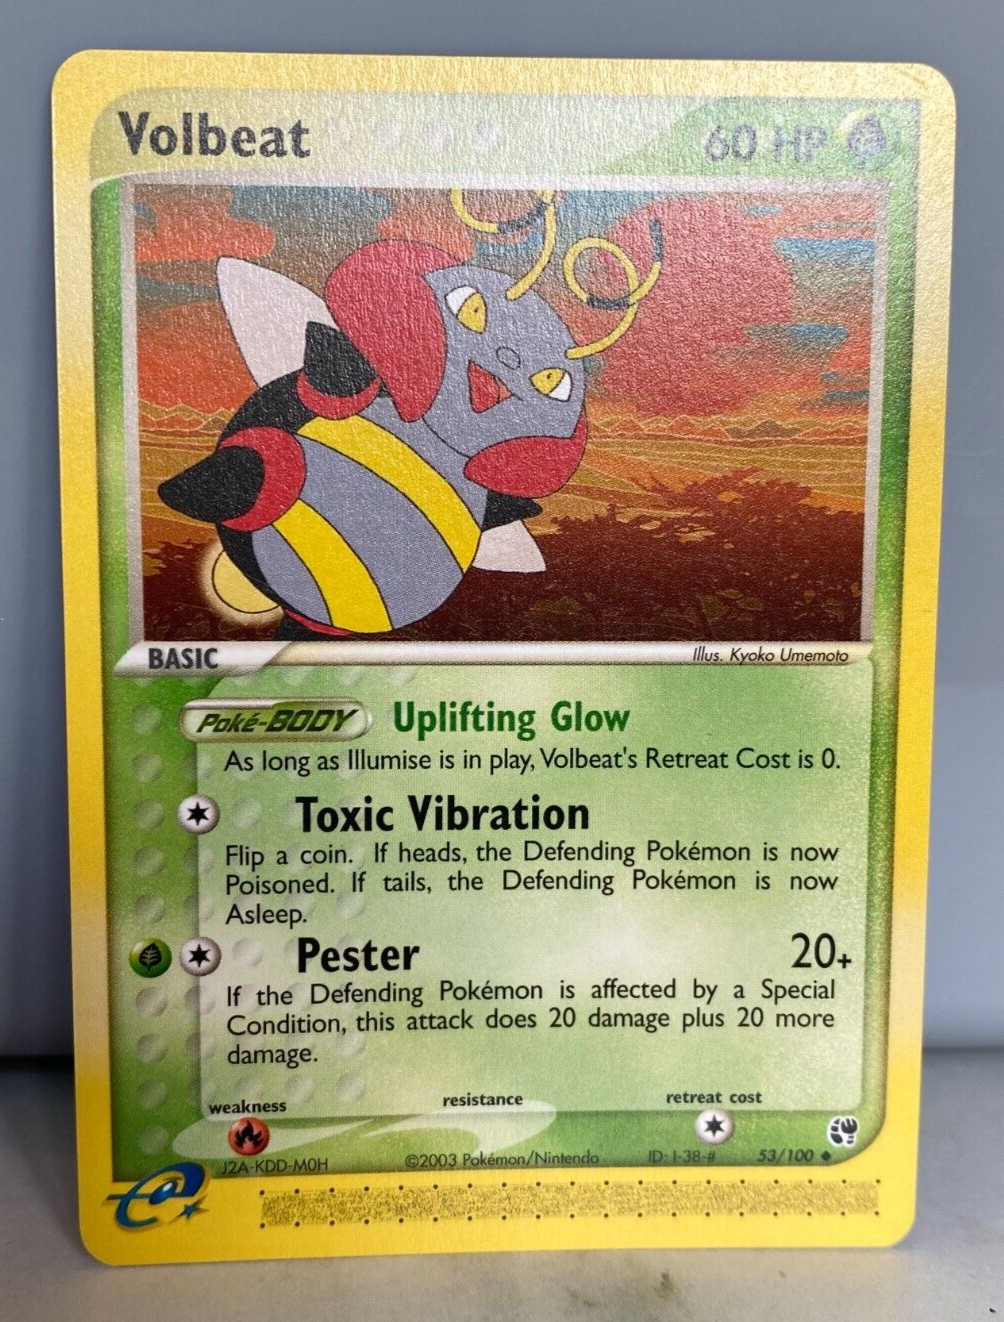 Volbeat
60 HP
BASIC
Illus. Kyoko Umemoto
Poké-BODY Uplifting Glow
As long as Illumise is in play, Volbeat's Retreat Cost is 0.
Toxic Vibration
Flip a coin. If heads, the Defending Pokémon is now
Poisoned. If tails, the Defending Pokémon is now
Asleep.
Pester 20+
If the Defending Pokémon is affected by a Special
Condition, this attack does 20 damage plus 20 more
damage.
weakness resistance retreat cost
J2A-KDD-M0H ©2003 Pokémon/Nintendo ID: I-38-# 53/100
e